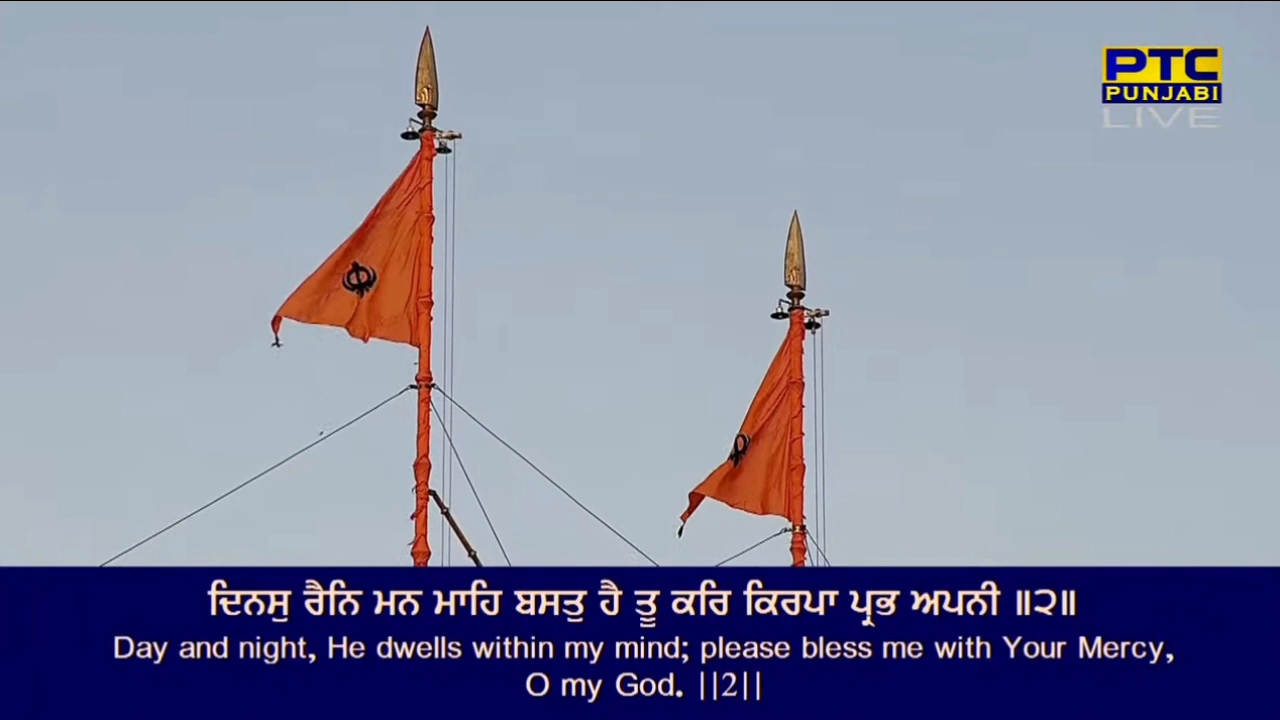 PTC
PUNJABI
LIVE
ਦਿਨਸੁ ਰੈਨਿ ਮਨ ਮਾਹਿ ਬਸਤੁ ਹੈ ਤੂ ਕਰਿ ਕਿਰਪਾ ਪ੍ਰਭ ਅਪਨੀ ॥੨॥
Day and night, He dwells within my mind; please bless me with Your Mercy,
O my God. ||2||